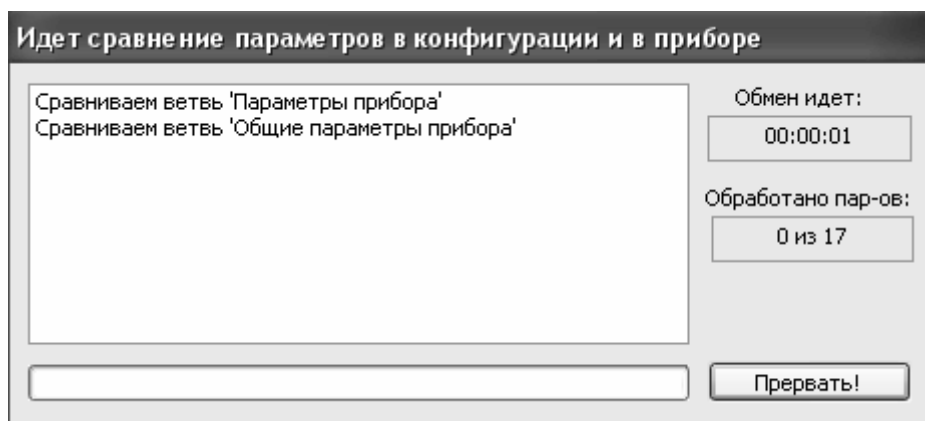 Идет сравнение параметров в конфигурации и в приборе
Сравниваем ветвь 'Параметры прибора'
Сравниваем ветвь 'Общие параметры прибора'
Обмен идет:
00:00:01
Обработано пар-ов:
0 из 17
Прервать!